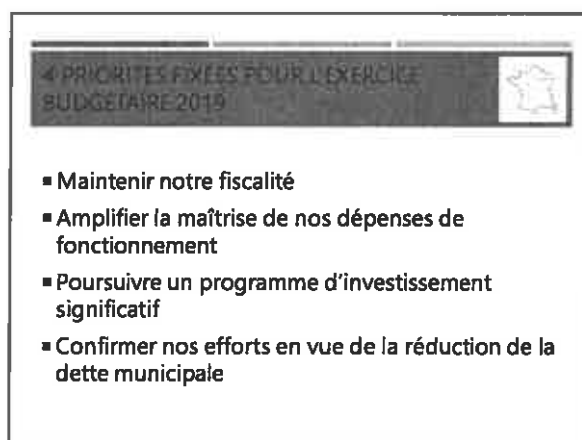 4 PRIORITES FIXEES POUR L'EXERCICE
BUDGETAIRE 2019
▪ Maintenir notre fiscalité
▪ Amplifier la maîtrise de nos dépenses de
fonctionnement
▪ Poursuivre un programme d'investissement
significatif
▪ Confirmer nos efforts en vue de la réduction de la
dette municipale